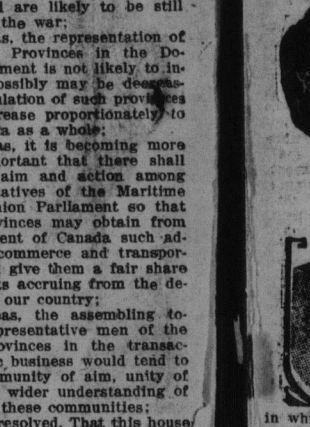 are likely to be still
the war;
s, the representation of
Provinces in the Do-
ment is not likely to in-
ossibly may be decreas-
ulation of such provinces
rease proportionately to
a as a whole;
as, it is becoming more
ortant that there shall
aim and action among
atives of the Maritime
nion Parliament so that
vinces may obtain from
ent of Canada such ad-
commerce and transpor-
give them a fair share
s accruing from the de-
our country;
eas, the assembling to-
presentative men of the
ovinces in the transac-
c business would tend to
munity of aim, unity of
wider understanding of
these communities;
resolved, That this house
in wh